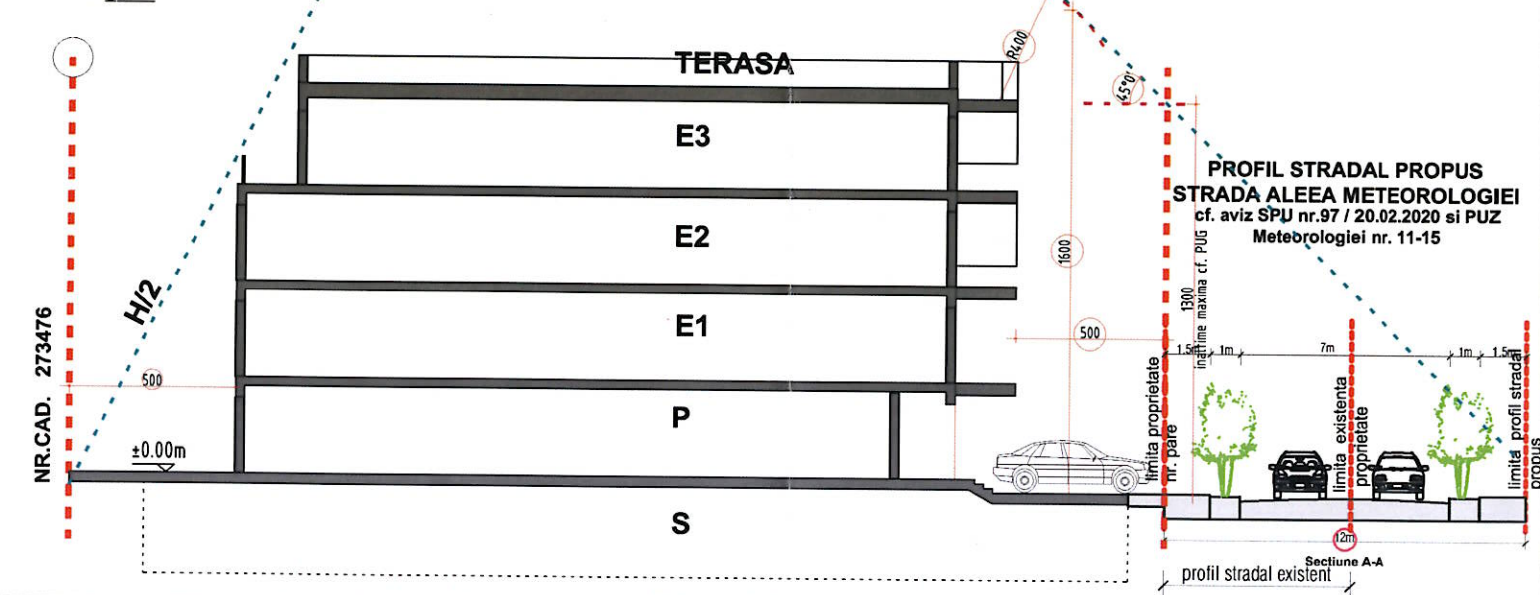 TERASA
R400
45°0'
E3
PROFIL STRADAL PROPUS
STRADA ALEEA METEOROLOGIEI
cf. aviz SPU nr.97 / 20.02.2020 si PUZ
Meteorologiei nr. 11-15
E2
1600
H/2
1300
inaltime maxima cf. PUG
E1
500
1.5m
1m
7m
1m
1.5m
NR.CAD. 273476
500
P
limita proprietate
nr. pare
limita existenta
proprietate
limita profil stradal
propus
±0.00m
S
12m
Sectiune A-A
profil stradal existent